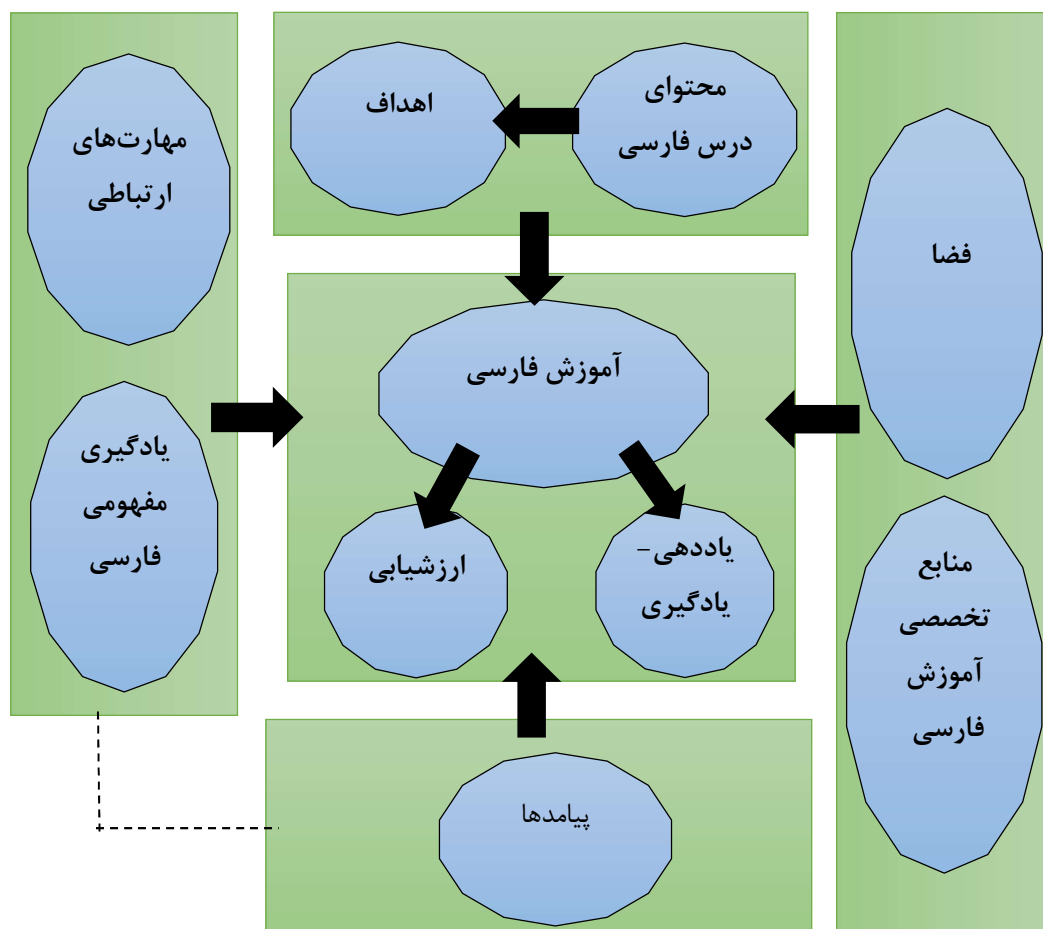 محتوای
درس فارسی
اهداف
مهارت‌های
ارتباطی
فضا
آموزش فارسی
یادگیری
مفهومی
فارسی
یاددهی–
یادگیری
ارزشیابی
منابع
تخصصی
آموزش
فارسی
پیامدها